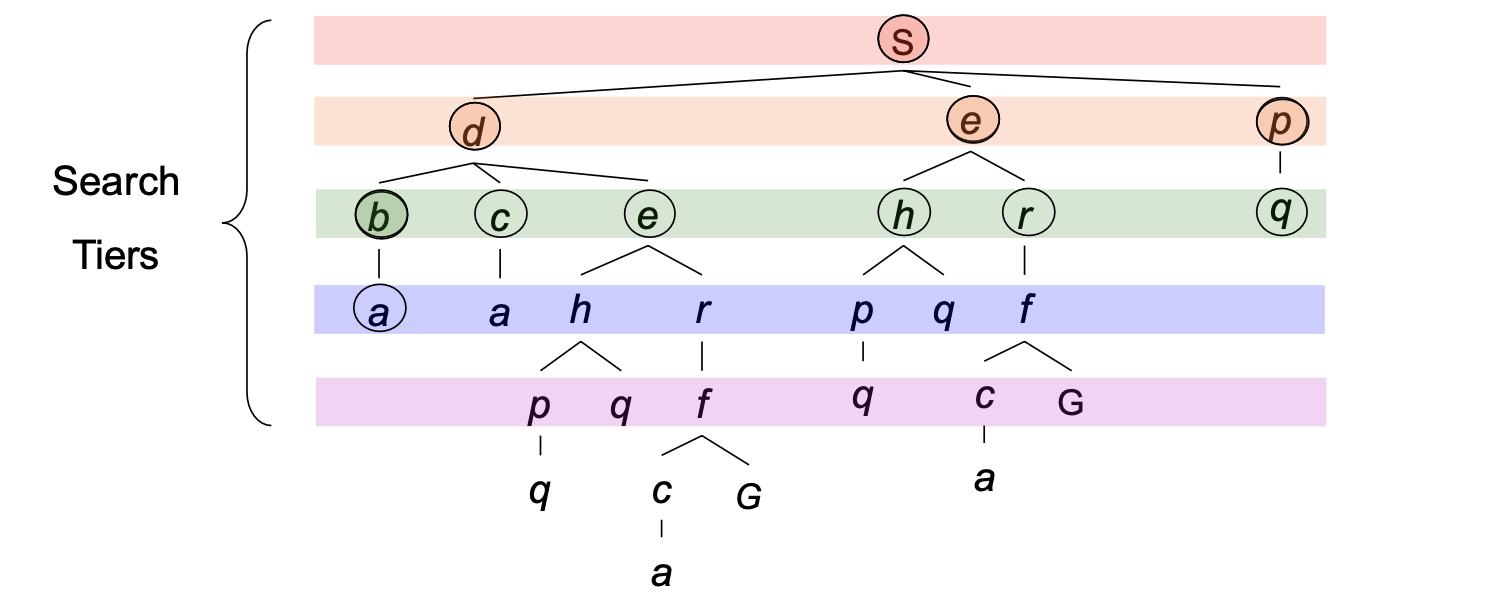 S
Search
Tiers
d e p
b c e h r q
a a h r p q f
p q f q c G
q c G a
a